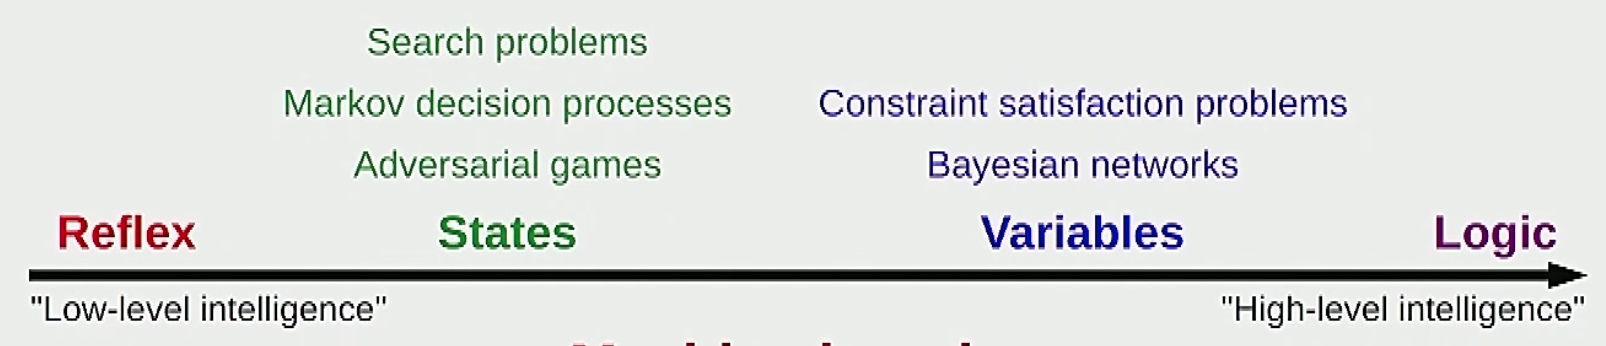 Search problems
Markov decision processes Constraint satisfaction problems
Adversarial games Bayesian networks
Reflex States Variables Logic
"Low-level intelligence" "High-level intelligence"